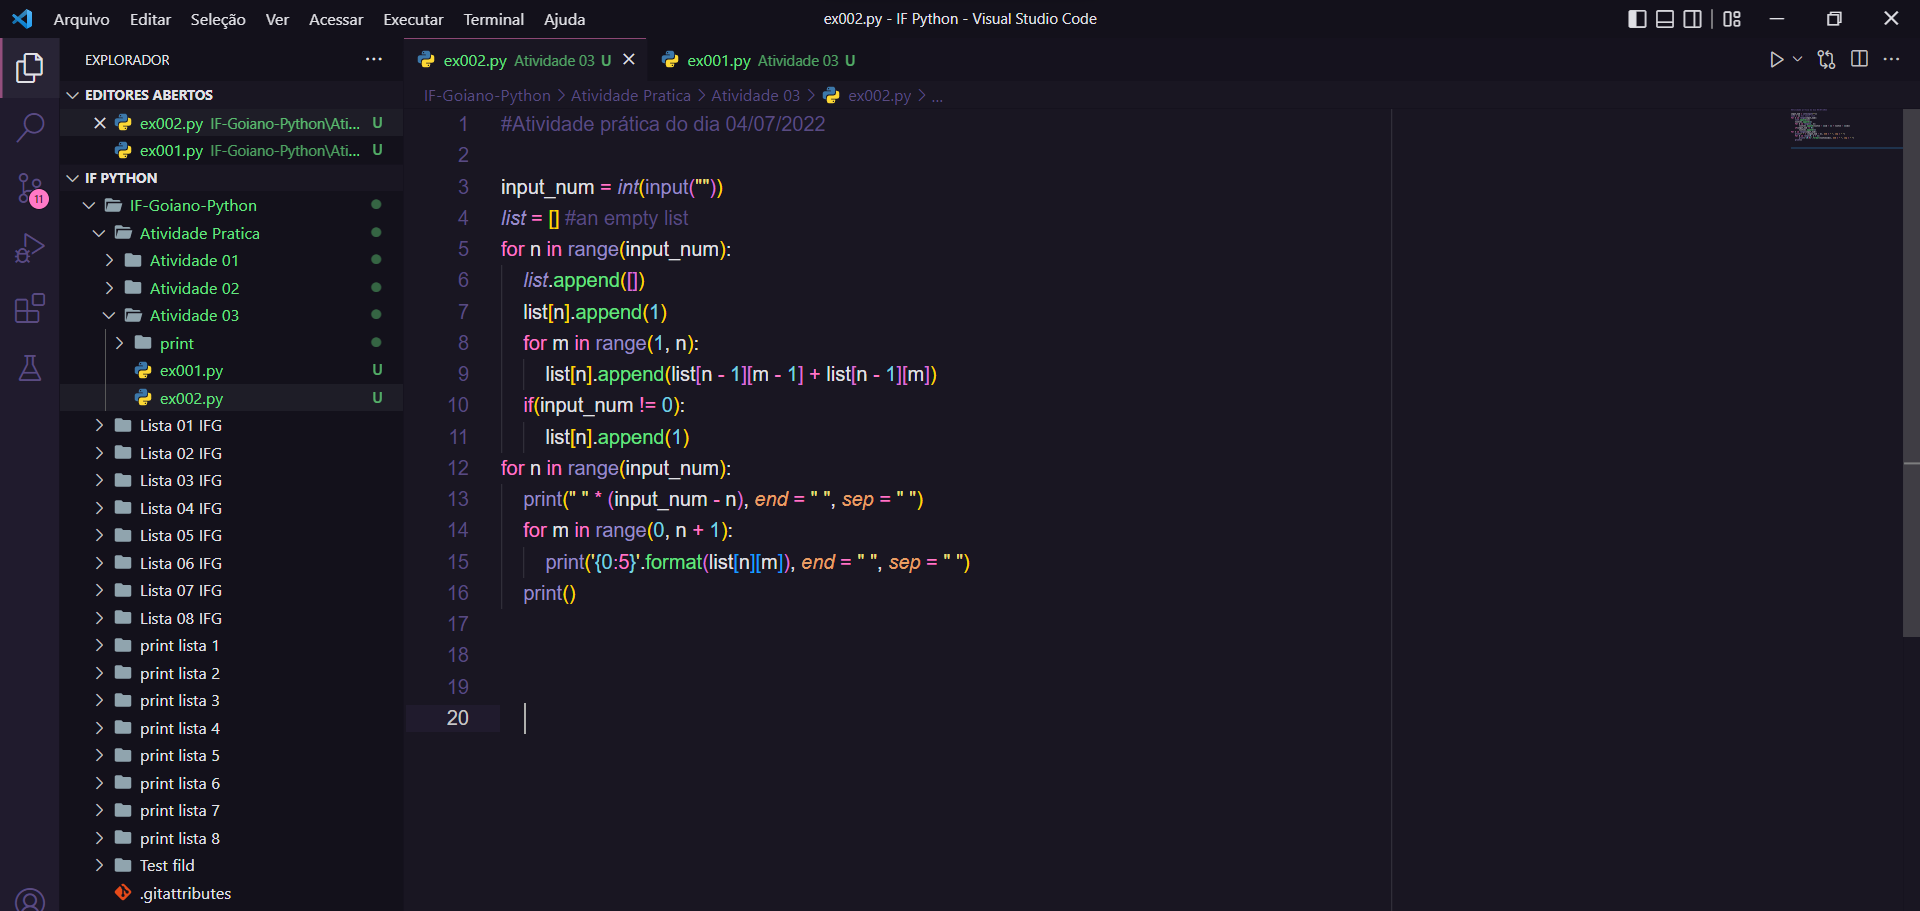 Arquivo Editar Seleção Ver Acessar Executar Terminal Ajuda
ex002.py - IF Python - Visual Studio Code
EXPLORADOR
EDITORES ABERTOS
ex002.py IF-Goiano-Python\Ati... U
ex001.py IF-Goiano-Python\Ati... U
IF PYTHON
IF-Goiano-Python
Atividade Pratica
Atividade 01
Atividade 02
Atividade 03
print
ex001.py U
ex002.py U
Lista 01 IFG
Lista 02 IFG
Lista 03 IFG
Lista 04 IFG
Lista 05 IFG
Lista 06 IFG
Lista 07 IFG
Lista 08 IFG
print lista 1
print lista 2
print lista 3
print lista 4
print lista 5
print lista 6
print lista 7
print lista 8
Test fild
.gitattributes
11
ex002.py Atividade 03 U
ex001.py Atividade 03 U
IF-Goiano-Python > Atividade Pratica > Atividade 03 > ex002.py > ...
1 #Atividade prática do dia 04/07/2022
2
3 input_num = int(input(""))
4 list = [] #an empty list
5 for n in range(input_num):
6 list.append([])
7 list[n].append(1)
8 for m in range(1, n):
9 list[n].append(list[n - 1][m - 1] + list[n - 1][m])
10 if(input_num != 0):
11 list[n].append(1)
12 for n in range(input_num):
13 print(" " * (input_num - n), end = " ", sep = " ")
14 for m in range(0, n + 1):
15 print('{0:5}'.format(list[n][m]), end = " ", sep = " ")
16 print()
17
18
19
20